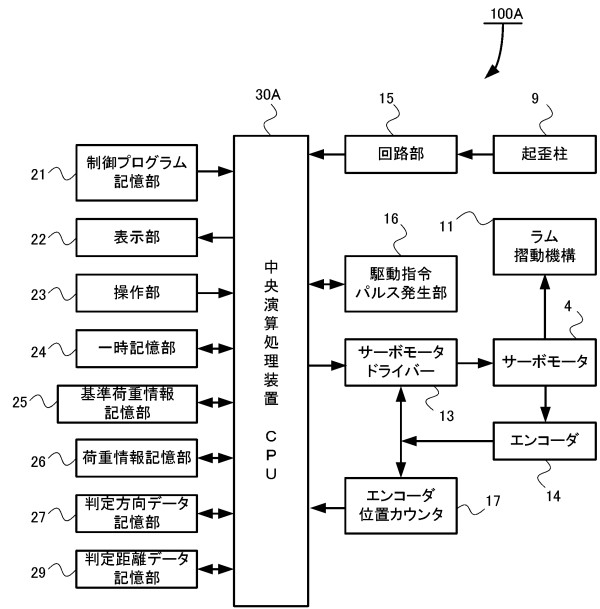 100A
30A
15
9
21
制御プログラム
記憶部
回路部
起歪柱
22
表示部
16
11
ラム
摺動機構
23
操作部
駆動指令
パルス発生部
中央演算処理装置 CPU
24
一時記憶部
サーボモータ
ドライバー
13
4
サーボモータ
25
基準荷重情報
記憶部
エンコーダ
14
26
荷重情報記憶部
27
判定方向データ
記憶部
エンコーダ
位置カウンタ
17
29
判定距離データ
記憶部